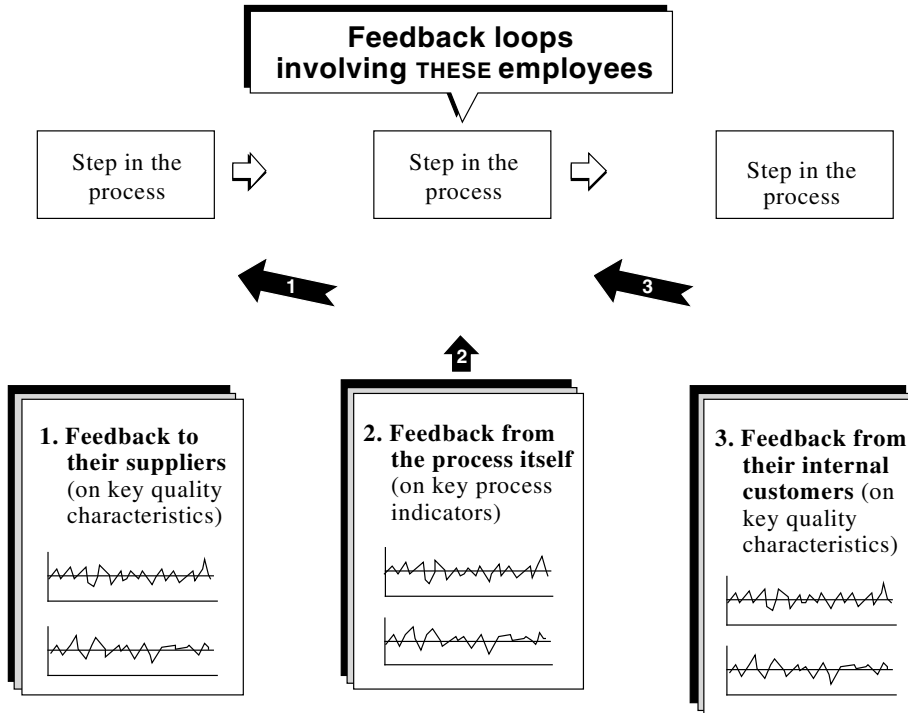 Feedback loops
involving THESE employees
Step in the
process
Step in the
process
Step in the
process
1
3
2
1. Feedback to
their suppliers
(on key quality
characteristics)
2. Feedback from
the process itself
(on key process
indicators)
3. Feedback from
their internal
customers (on
key quality
characteristics)